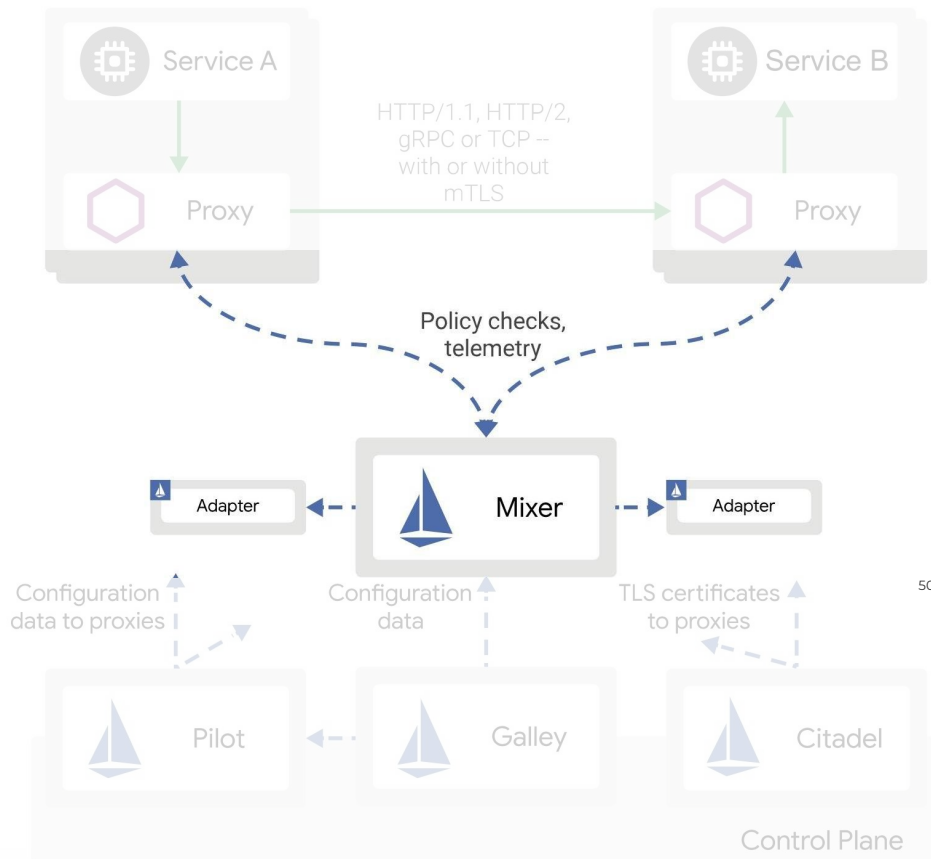 Service A
Service B
HTTP/1.1, HTTP/2,
gRPC or TCP --
with or without
mTLS
Proxy
Proxy
Policy checks,
telemetry
Adapter
Mixer
Adapter
Configuration
data to proxies
Configuration
data
TLS certificates
to proxies
50
Pilot
Galley
Citadel
Control Plane